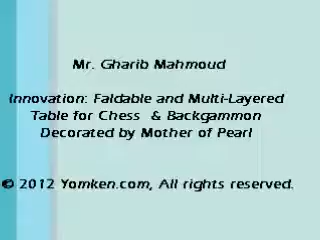 Mr. Gharib Mahmoud
Innovation: Faldable and Multi-Layered
Table for Chess & Backgammon
Decorated by Mother of Pearl
© 2012 Yomken.com, All rights reserved.